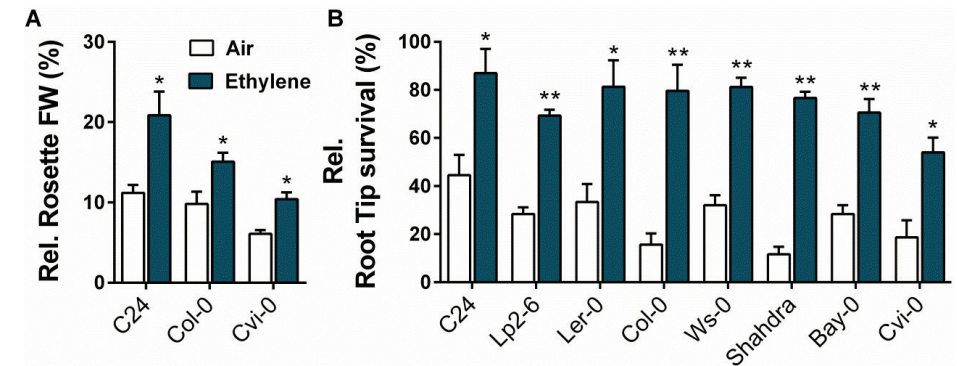 A
Rel. Rosette FW (%)
30
20
10
0
Air
Ethylene
*
*
*
C24
Col-0
Cvi-0
B
Rel.
Root Tip survival (%)
100
80
60
40
20
0
*
**
*
**
**
**
**
*
C24
Lp2-6
Ler-0
Col-0
Ws-0
Shahdra
Bay-0
Cvi-0